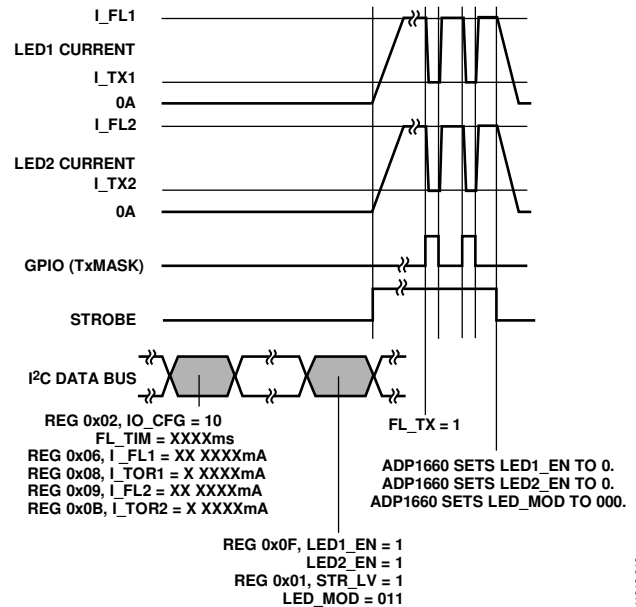 I_FL1
LED1 CURRENT
I_TX1
0A
I_FL2
LED2 CURRENT
I_TX2
0A
GPIO (TxMASK)
STROBE
I2C DATA BUS
REG 0x02, IO_CFG = 10
FL_TIM = XXXXms
REG 0x06, I _FL1 = XX XXXXmA
REG 0x08, I_TOR1 = X XXXXmA
REG 0x09, I_FL2 = XX XXXXmA
REG 0x0B, I_TOR2 = X XXXXmA
FL_TX = 1
ADP1660 SETS LED1_EN TO 0.
ADP1660 SETS LED2_EN TO 0.
ADP1660 SETS LED_MOD TO 000.
REG 0x0F, LED1_EN = 1
LED2_EN = 1
REG 0x01, STR_LV = 1
LED_MOD = 011